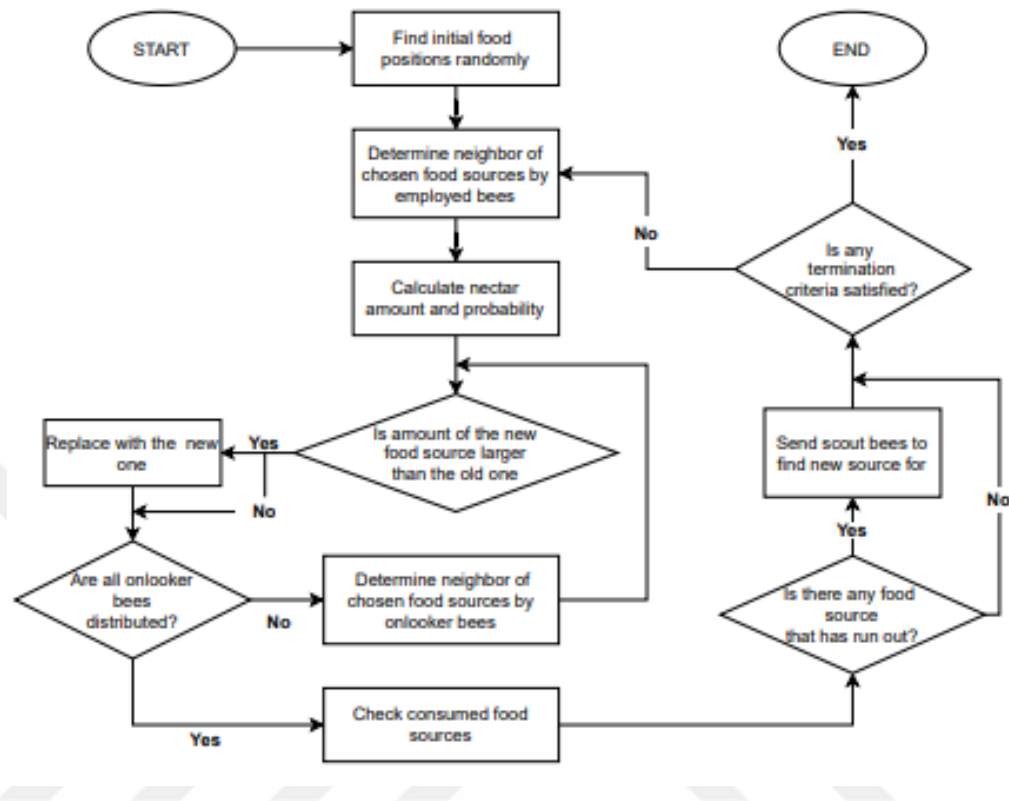 START
Find initial food
positions randomly
Determine neighbor of
chosen food sources by
employed bees
Calculate nectar
amount and probability
Is amount of the new
food source larger
than the old one
Yes
No
Replace with the new
one
Are all onlooker
bees
distributed?
No
Determine neighbor of
chosen food sources by
onlooker bees
Yes
Check consumed food
sources
Is there any food
source
that has run out?
Yes
No
Send scout bees to
find new source for
Is any
termination
criteria satisfied?
No
Yes
END